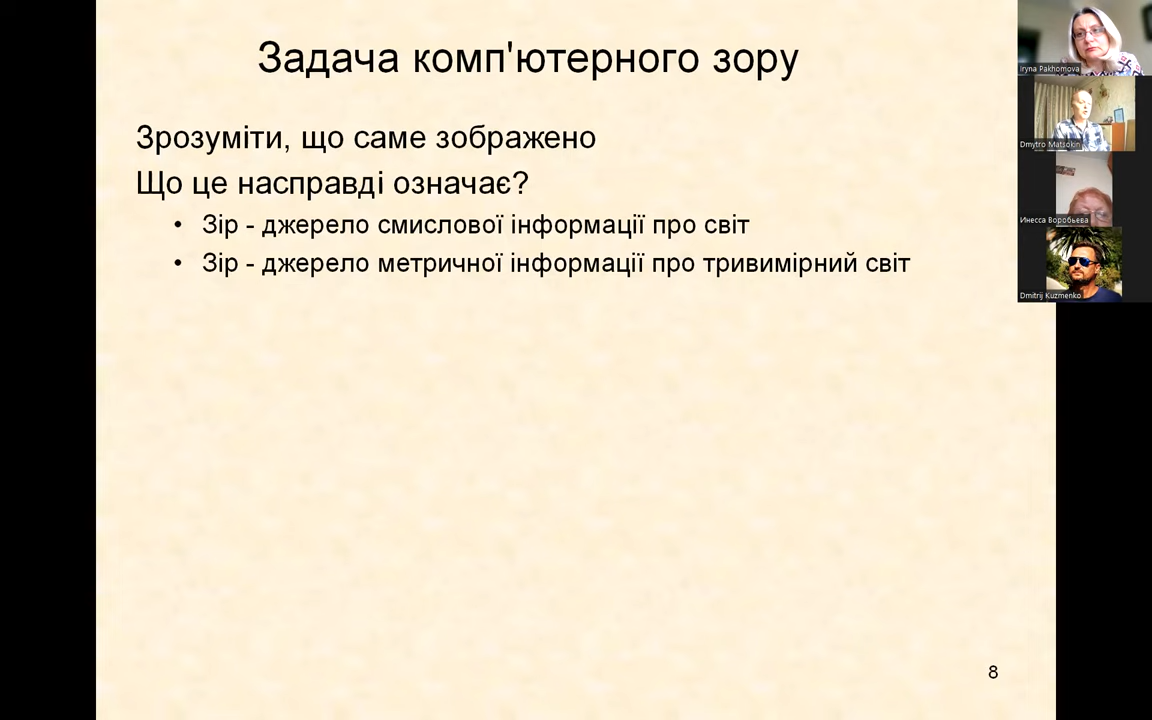 Задача комп'ютерного зору
Зрозуміти, що саме зображено
Що це насправді означає?
• Зір - джерело смислової інформації про світ
• Зір - джерело метричної інформації про тривимірний світ
8
Iryna Pakhomova
Dmytro Matsokin
Инесса Воробьева
Dmitrij Kuzmenko